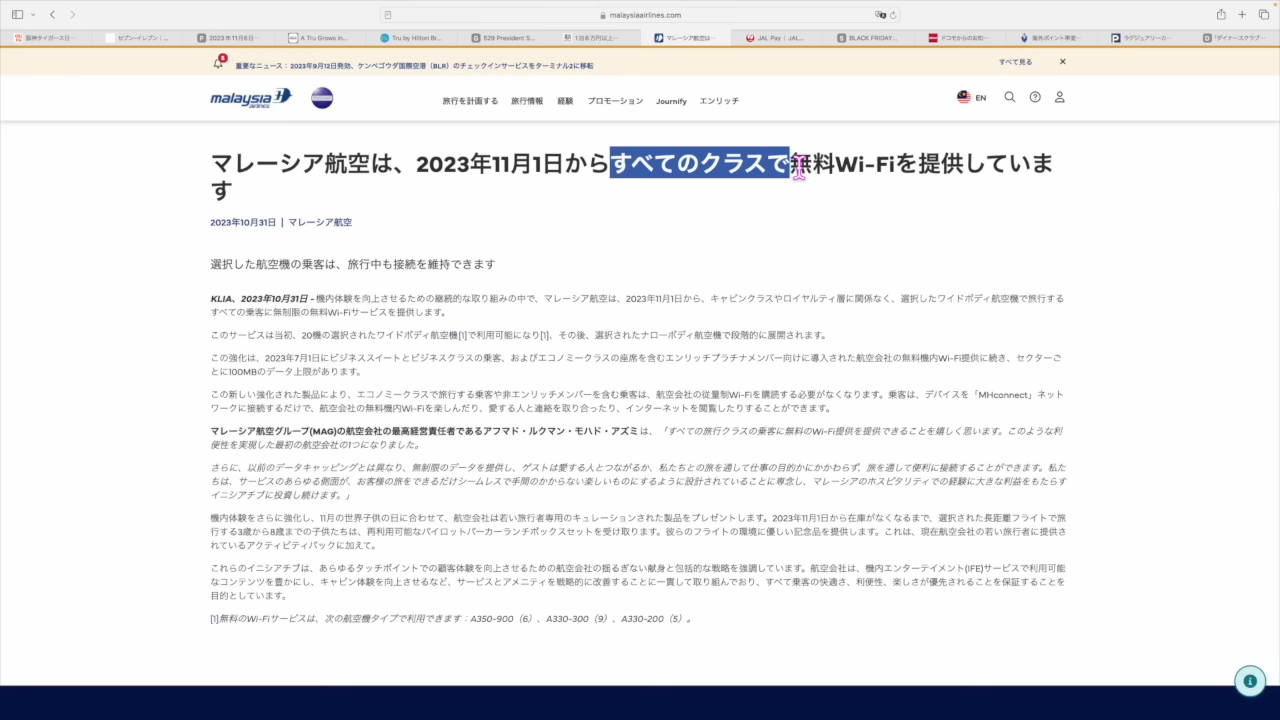 malaysiaairlines.com
阪神タイガース日…
セブン‐イレブン｜…
2023年11月6日…
A Tru Grows in…
Tru by Hilton Br…
529 President S…
1泊6万円以上…
マレーシア航空は…
JAL Pay｜JAL…
BLACK FRIDAY…
ドコモからのお知…
海外ポイント率変…
ラグジュアリーカー…
「ダイナースクラブ…
8
重要なニュース：2023年9月12日発効、ケンペゴウダ国際空港（BLR）のチェックインサービスをターミナル2に移転
すべて見る
malaysia airlines
旅行を計画する 旅行情報 経験 プロモーション Journify エンリッチ
EN
マレーシア航空は、2023年11月1日からすべてのクラスで無料Wi-Fiを提供していま
す
2023年10月31日 | マレーシア航空
選択した航空機の乗客は、旅行中も接続を維持できます
KLIA、2023年10月31日 - 機内体験を向上させるための継続的な取り組みの中で、マレーシア航空は、2023年11月1日から、キャビンクラスやロイヤルティ層に関係なく、選択したワイドボディ航空機で旅行する
すべての乗客に無制限の無料Wi-Fiサービスを提供します。
このサービスは当初、20機の選択されたワイドボディ航空機[1]で利用可能になり[1]、その後、選択されたナローボディ航空機で段階的に展開されます。
この強化は、2023年7月1日にビジネススイートとビジネスクラスの乗客、およびエコノミークラスの座席を含むエンリッチプラチナメンバー向けに導入された航空会社の無料機内Wi-Fi提供に続き、セクターご
とに100MBのデータ上限があります。
この新しい強化された製品により、エコノミークラスで旅行する乗客や非エンリッチメンバーを含む乗客は、航空会社の従量制Wi-Fiを購読する必要がなくなります。乗客は、デバイスを「MHconnect」ネット
ワークに接続するだけで、航空会社の無料機内Wi-Fiを楽しんだり、愛する人と連絡を取り合ったり、インターネットを閲覧したりすることができます。
マレーシア航空グループ(MAG)の航空会社の最高経営責任者であるアフマド・ルクマン・モハド・アズミは、「すべての旅行クラスの乗客に無料のWi-Fi提供を提供できることを嬉しく思います。このような利
便性を実現した最初の航空会社の1つになりました。
さらに、以前のデータキャッピングとは異なり、無制限のデータを提供し、ゲストは愛する人とつながるか、私たちとの旅を通して仕事の目的かにかかわらず、旅を通して便利に接続することができます。私た
ちは、サービスのあらゆる側面が、お客様の旅をできるだけシームレスで手間のかからない楽しいものにするように設計されていることに専念し、マレーシアのホスピタリティでの経験に大きな利益をもたらす
イニシアチブに投資し続けます。」
機内体験をさらに強化し、11月の世界子供の日に合わせて、航空会社は若い旅行者専用のキュレーションされた製品をプレゼントします。2023年11月1日から在庫がなくなるまで、選択された長距離フライトで旅
行する3歳から8歳までの子供たちは、再利用可能なパイロットパーカーランチボックスセットを受け取ります。彼らのフライトの環境に優しい記念品を提供します。これは、現在航空会社の若い旅行者に提供さ
れているアクティビティパックに加えて。
これらのイニシアチブは、あらゆるタッチポイントでの顧客体験を向上させるための航空会社の揺るぎない献身と包括的な戦略を強調しています。航空会社は、機内エンターテイメント(IFE)サービスで利用可能
なコンテンツを豊かにし、キャビン体験を向上させるなど、サービスとアメニティを戦略的に改善することに一貫して取り組んでおり、すべて乗客の快適さ、利便性、楽しさが優先されることを保証することを
目的としています。
[1]無料のWi-Fiサービスは、次の航空機タイプで利用できます：A350-900（6）、A330-300（9）、A330-200（5）。